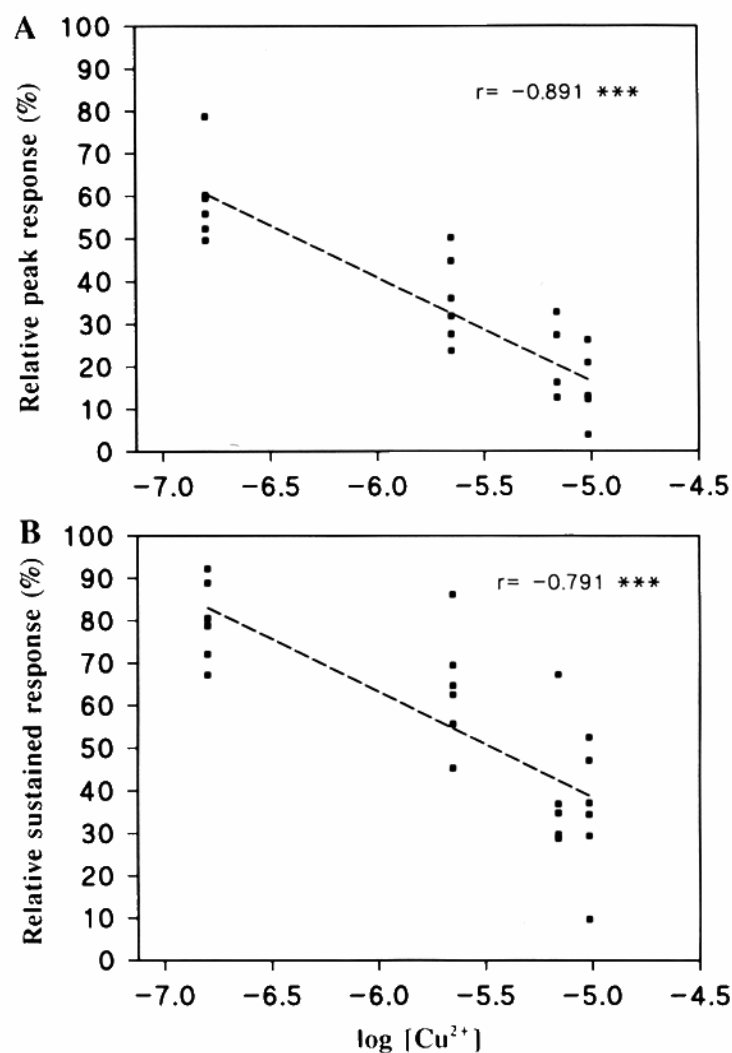 A
Relative peak response (%)
100
90
80
70
60
50
40
30
20
10
0
r= −0.891 ***
−7.0 −6.5 −6.0 −5.5 −5.0 −4.5
B
Relative sustained response (%)
100
90
80
70
60
50
40
30
20
10
0
r= −0.791 ***
−7.0 −6.5 −6.0 −5.5 −5.0 −4.5
log [Cu²⁺]